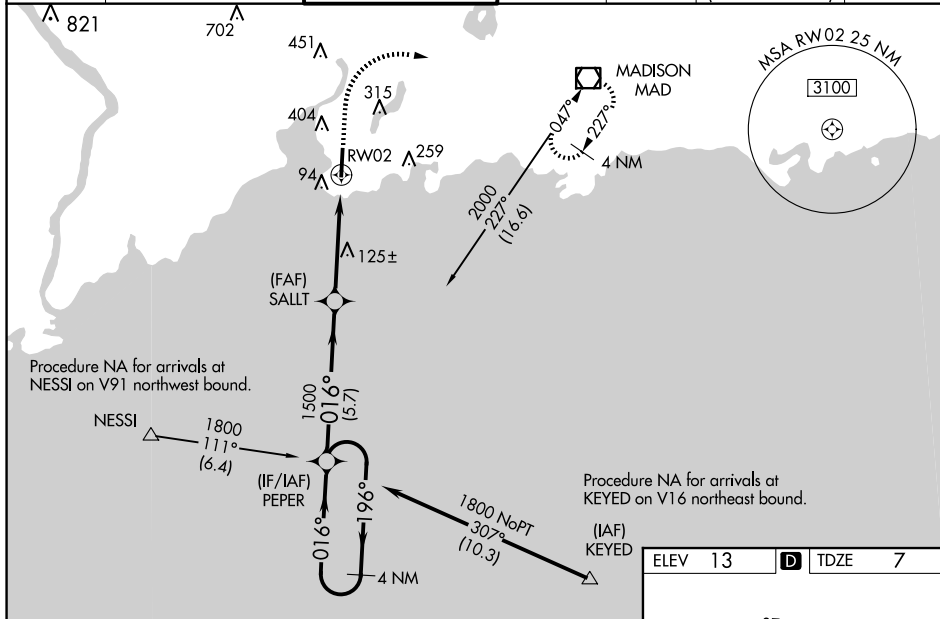 821
702
451
315
404
94
RW02
259
MADISON
MAD
047°
227°
4 NM
MSA RW02 25 NM
3100
2000
227°
(16.6)
125±
(FAF)
SALLT
Procedure NA for arrivals at
NESSI on V91 northwest bound.
1500
016°
(5.7)
NESSI
1800
111°
(6.4)
(IF/IAF)
PEPER
016°
196°
4 NM
Procedure NA for arrivals at
KEYED on V16 northeast bound.
1800 NoPT
307°
(10.3)
(IAF)
KEYED
ELEV 13 D TDZE 7